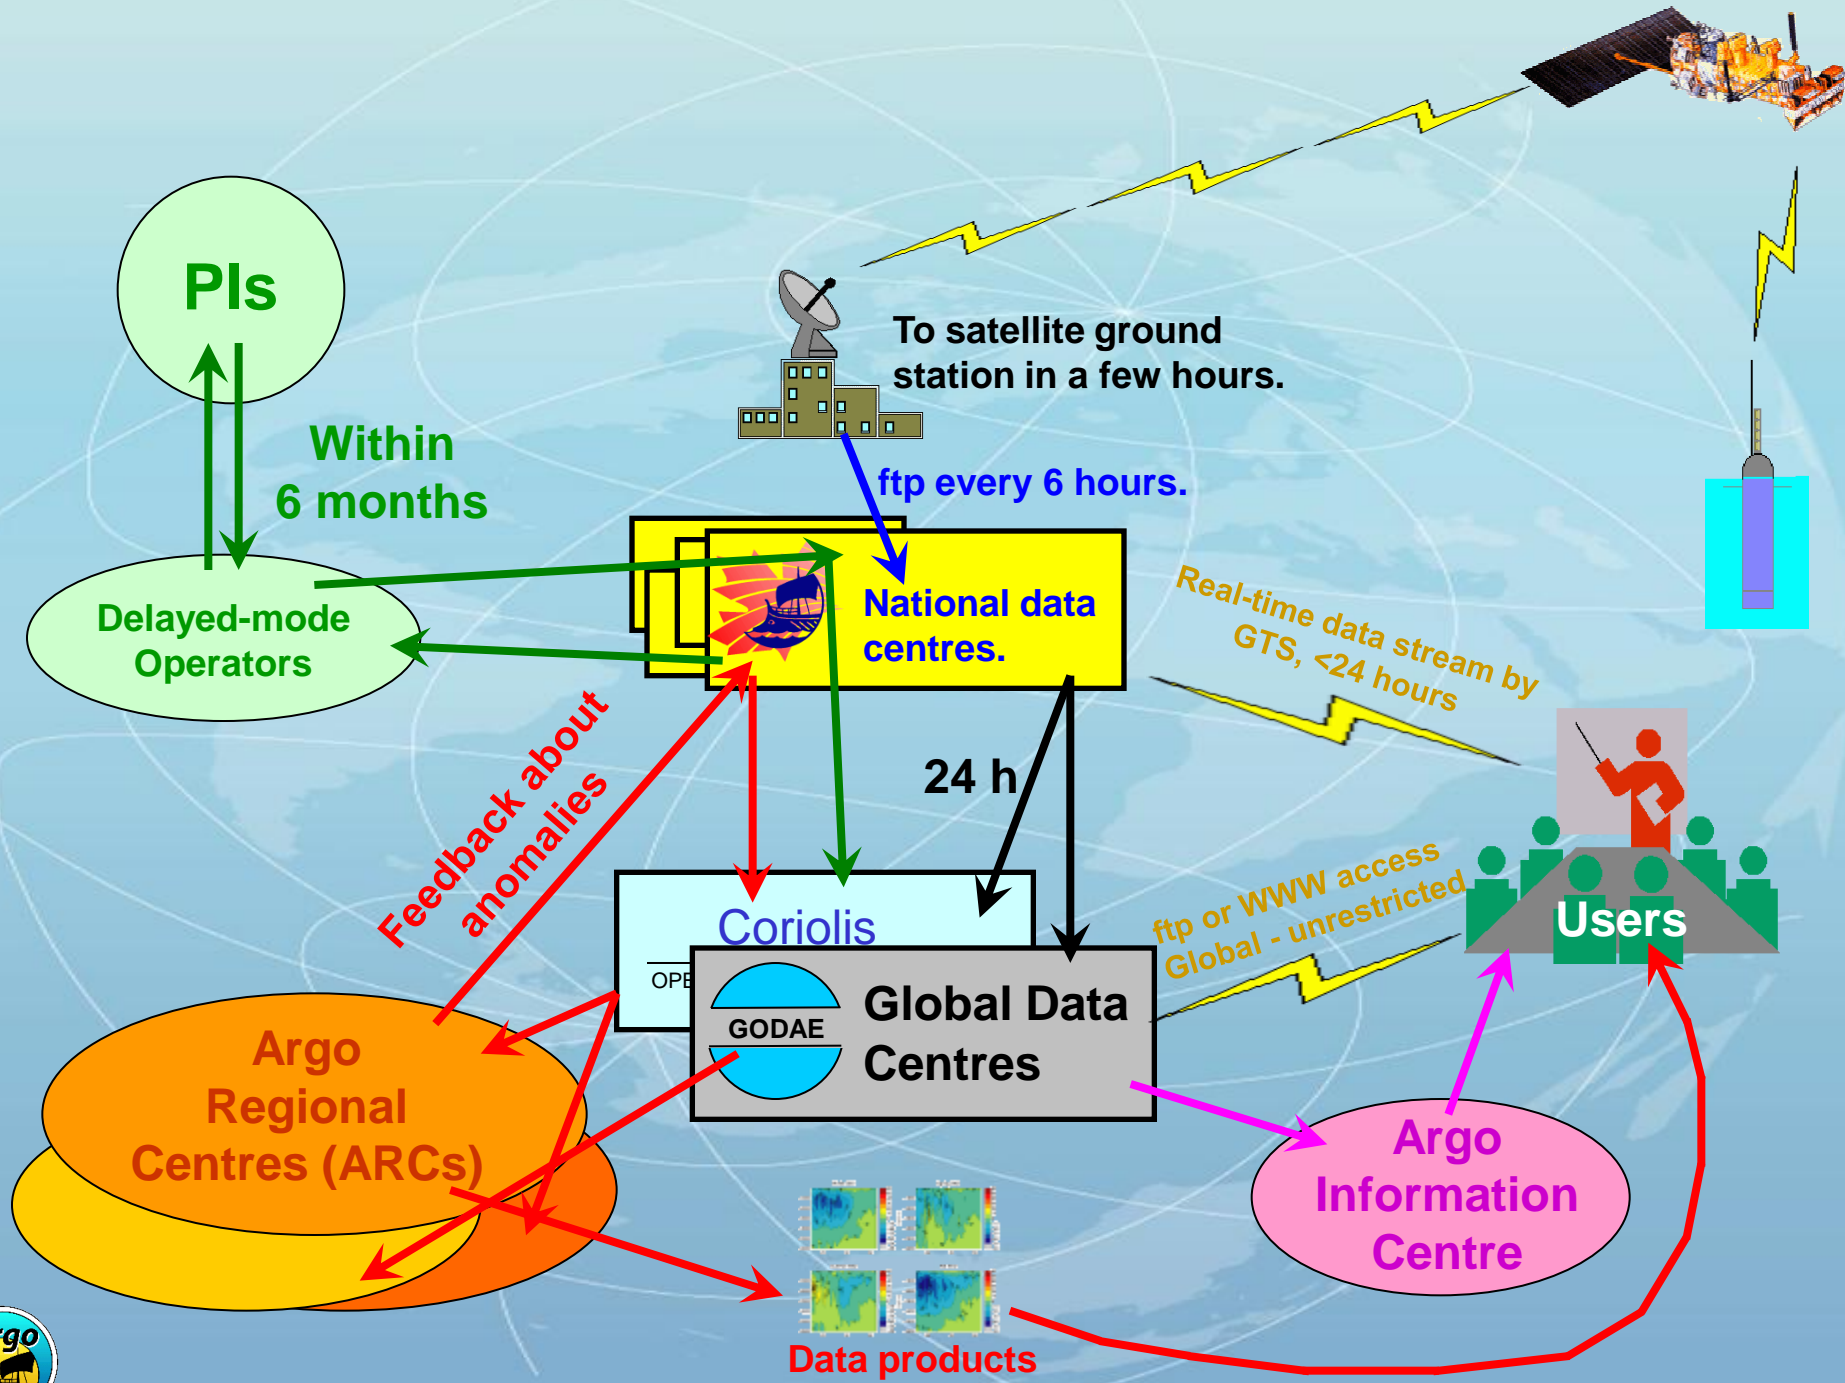 PIs
To satellite ground
station in a few hours.
Within
6 months
ftp every 6 hours.
Delayed-mode
Operators
National data
centres.
Real-time data stream by
GTS, <24 hours
Feedback about
anomalies
24 h
ftp or WWW access
Global - unrestricted
Users
Coriolis
OPE
GODAE
Global Data
Centres
Argo
Regional
Centres (ARCs)
Argo
Information
Centre
Data products
go